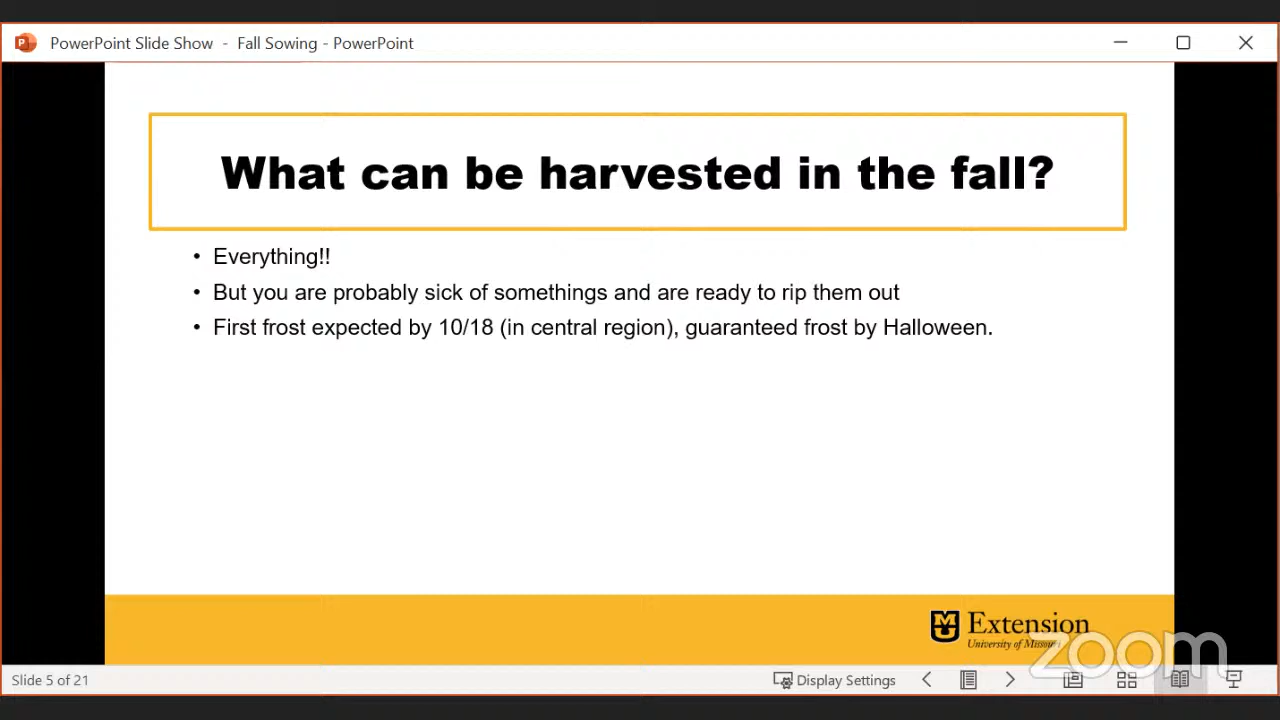 PowerPoint Slide Show - Fall Sowing - PowerPoint
What can be harvested in the fall?
• Everything!!
• But you are probably sick of somethings and are ready to rip them out
• First frost expected by 10/18 (in central region), guaranteed frost by Halloween.
Extension
University of Missouri
zoom
Slide 5 of 21
Display Settings